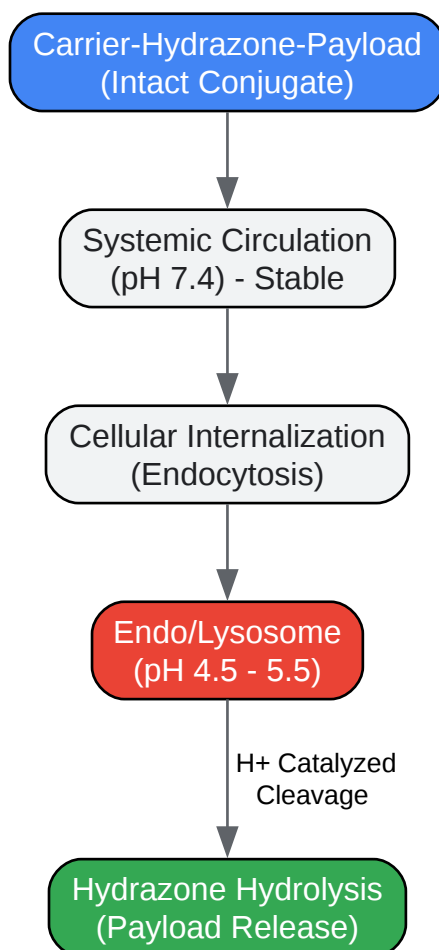 Carrier-Hydrazone-Payload
(Intact Conjugate)
Systemic Circulation
(pH 7.4) - Stable
Cellular Internalization
(Endocytosis)
Endo/Lysosome
(pH 4.5 - 5.5)
H+ Catalyzed
Cleavage
Hydrazone Hydrolysis
(Payload Release)